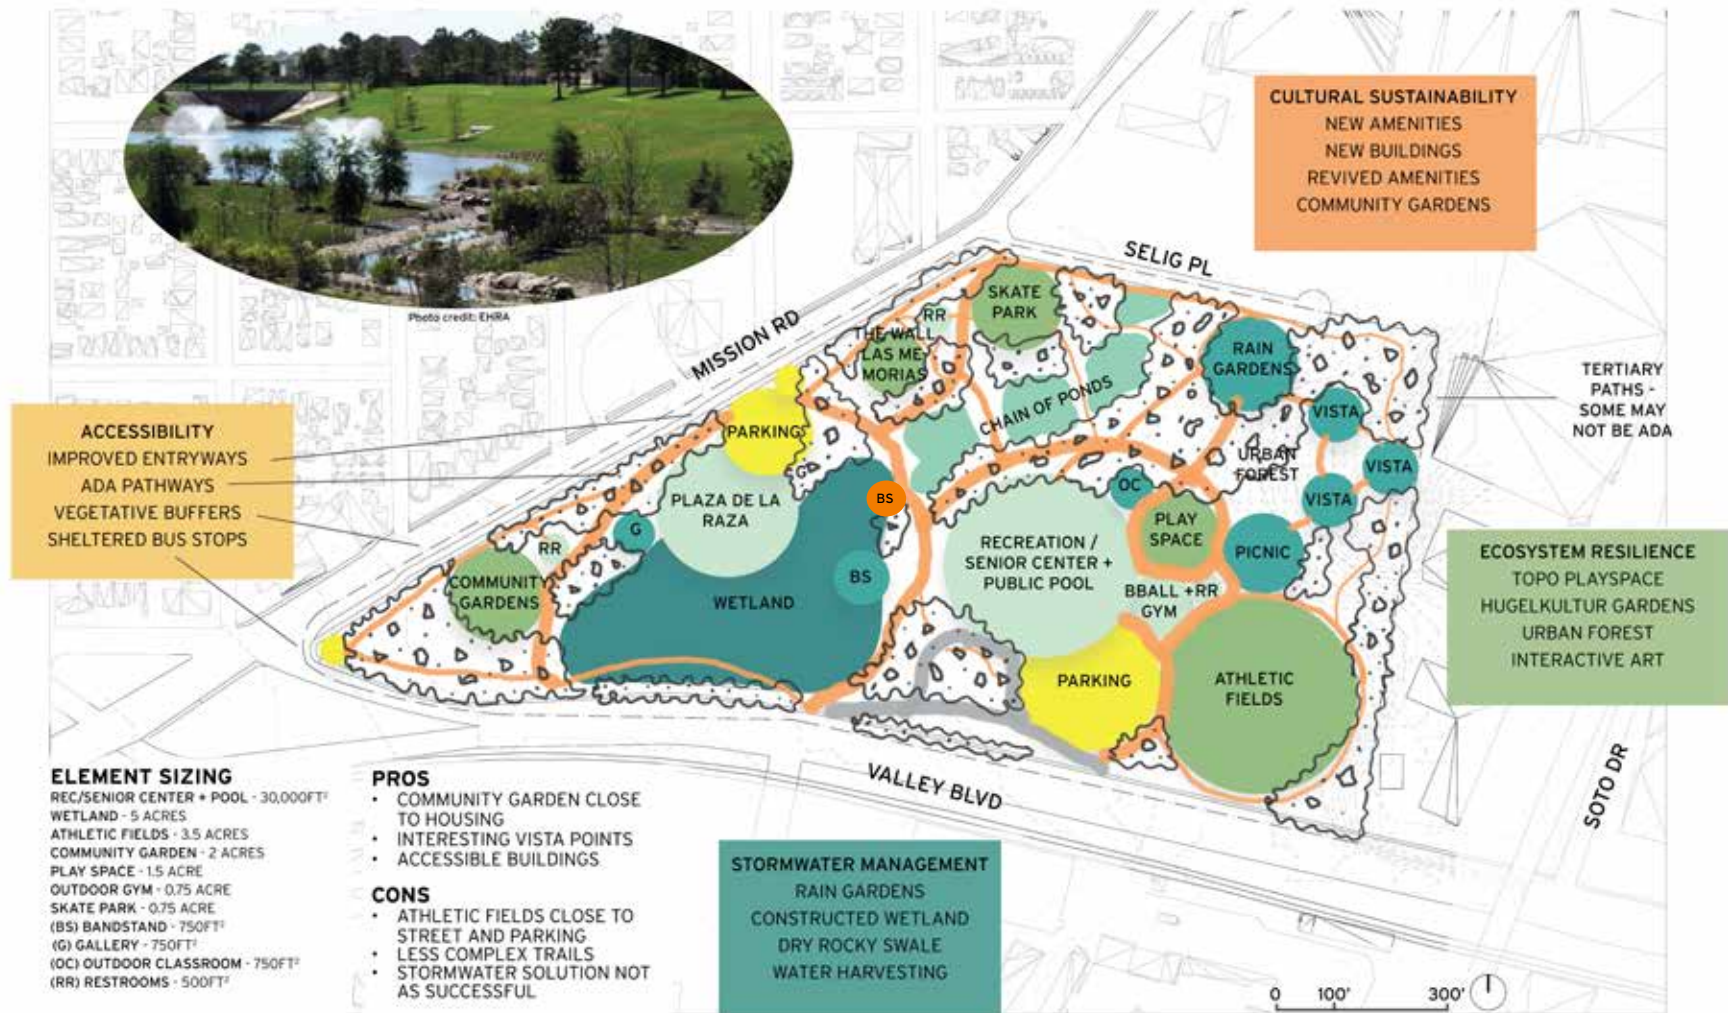 Photo credit: EHRA
CULTURAL SUSTAINABILITY
NEW AMENITIES
NEW BUILDINGS
REVIVED AMENITIES
COMMUNITY GARDENS
SELIG PL
MISSION RD
SKATE
PARK
RR
THE WALL
LAS ME
MORIAS
RAIN
GARDENS
CHAIN OF PONDS
TERTIARY
PATHS -
SOME MAY
NOT BE ADA
ACCESSIBILITY
IMPROVED ENTRYWAYS
ADA PATHWAYS
VEGETATIVE BUFFERS
SHELTERED BUS STOPS
PARKING
VISTA
URBAN
FOREST
VISTA
VISTA
G
OC
BS
PLAZA DE LA
RAZA
G
PLAY
SPACE
RECREATION /
SENIOR CENTER +
PUBLIC POOL
PICNIC
RR
COMMUNITY
GARDENS
BS
WETLAND
BBALL +RR
GYM
ECOSYSTEM RESILIENCE
TOPO PLAYSPACE
HUGELKULTUR GARDENS
URBAN FOREST
INTERACTIVE ART
PARKING
ATHLETIC
FIELDS
VALLEY BLVD
SOTO DR
ELEMENT SIZING
REC/SENIOR CENTER + POOL - 30,000FT²
WETLAND - 5 ACRES
ATHLETIC FIELDS - 3.5 ACRES
COMMUNITY GARDEN - 2 ACRES
PLAY SPACE - 1.5 ACRE
OUTDOOR GYM - 0.75 ACRE
SKATE PARK - 0.75 ACRE
(BS) BANDSTAND - 750FT²
(G) GALLERY - 750FT²
(OC) OUTDOOR CLASSROOM - 750FT²
(RR) RESTROOMS - 500FT²
PROS
• COMMUNITY GARDEN CLOSE
TO HOUSING
• INTERESTING VISTA POINTS
• ACCESSIBLE BUILDINGS
CONS
• ATHLETIC FIELDS CLOSE TO
STREET AND PARKING
• LESS COMPLEX TRAILS
• STORMWATER SOLUTION NOT
AS SUCCESSFUL
STORMWATER MANAGEMENT
RAIN GARDENS
CONSTRUCTED WETLAND
DRY ROCKY SWALE
WATER HARVESTING
0 100' 300'